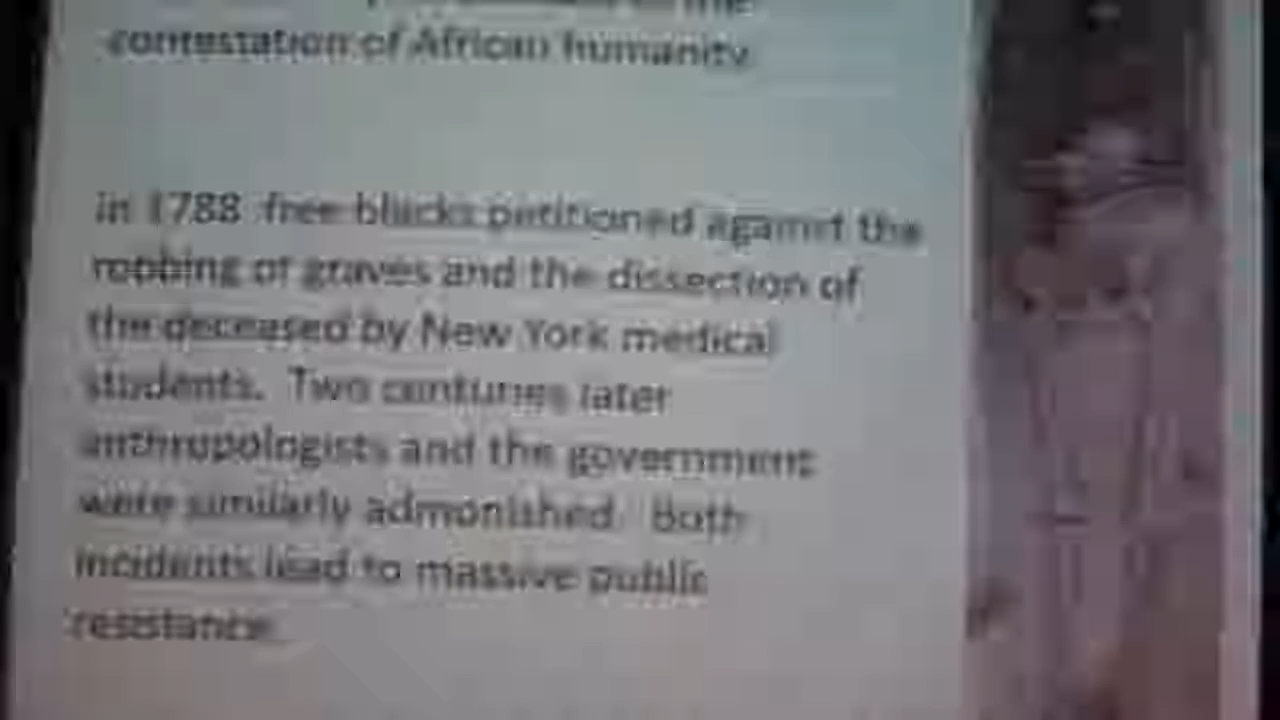 the
contestation of African humanity.
In 1788 free blacks petitioned against the
robbing of graves and the dissection of
the deceased by New York medical
students. Two centuries later
anthropologists and the government
were similarly admonished. Both
incidents lead to massive public
resistance.